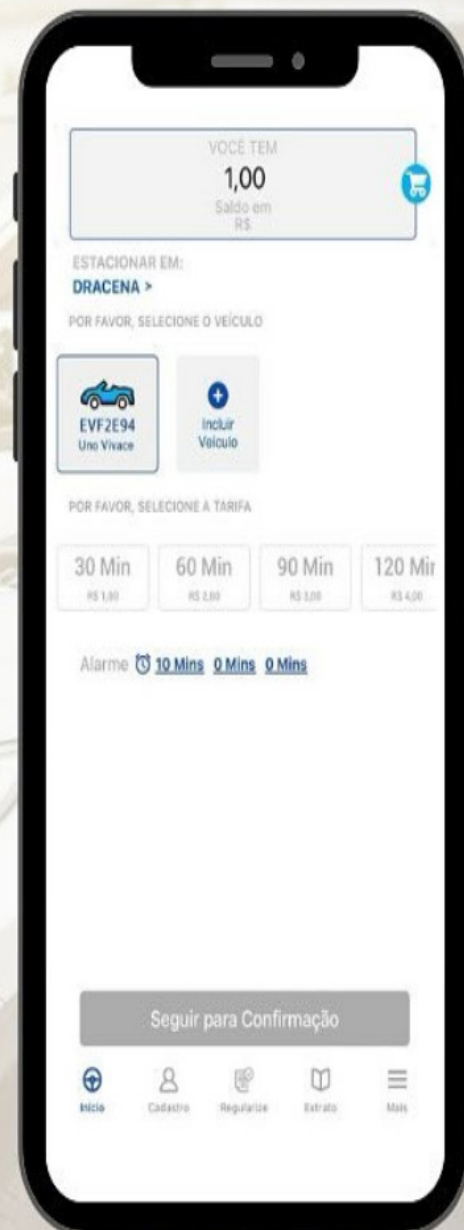 VOCÊ TEM
1,00
Saldo em
R$
ESTACIONAR EM:
DRACENA >
POR FAVOR, SELECIONE O VEÍCULO
EVF2E94
Uno Vivace
Incluir
Veiculo
POR FAVOR, SELECIONE A TARIFA
30 Min 60 Min 90 Min 120 Min
R$ 1,00 R$ 2,00 R$ 3,00 R$ 4,00
Alarme 10 Mins 0 Mins 0 Mins
Seguir para Confirmação
Início Cadastro Regularize Extrato Mais